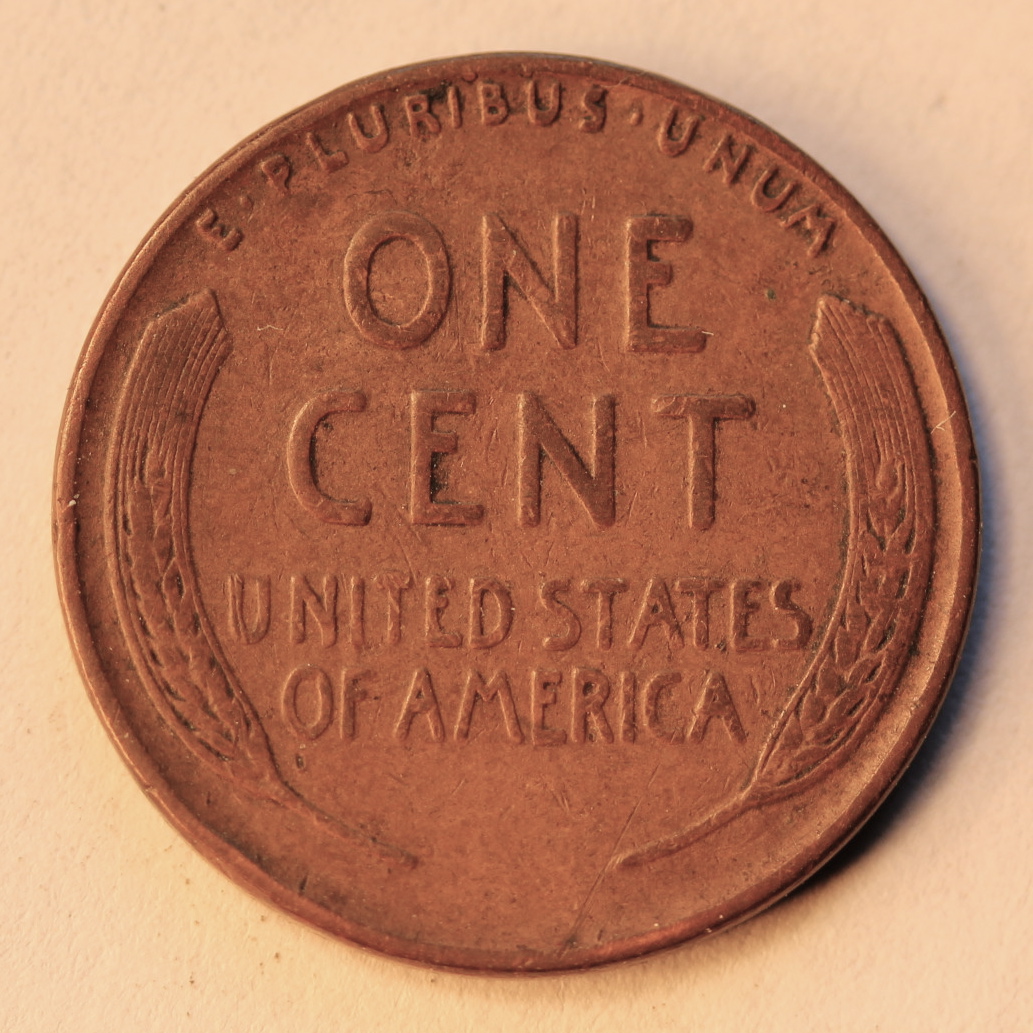 E·PLURIBUS·UNUM
ONE
CENT
UNITED STATES
OF AMERICA